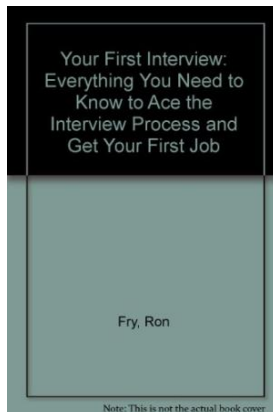 Your First Interview:
Everything You Need to
Know to Ace the
Interview Process and
Get Your First Job
Fry, Ron
Note: This is not the actual book cover